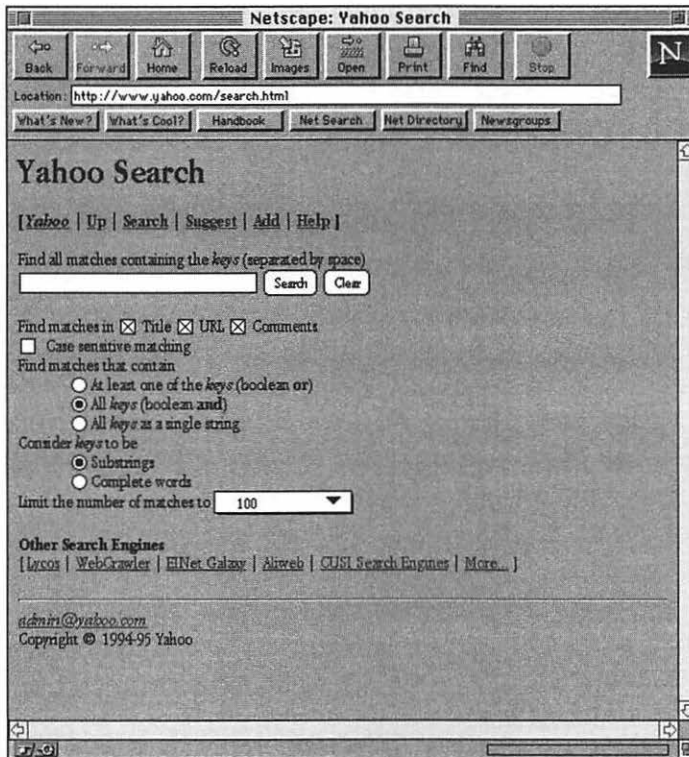 Netscape: Yahoo Search
Back Forward Home Reload Images Open Print Find Stop
N
Location: http://www.yahoo.com/search.html
What's New? What's Cool? Handbook Net Search Net Directory Newsgroups
Yahoo Search
[ Yahoo | Up | Search | Suggest | Add | Help ]
Find all matches containing the keys (separated by space)
Search Clear
Find matches in Title URL Comments
Case sensitive matching
Find matches that contain
At least one of the keys (boolean or)
All keys (boolean and)
All keys as a single string
Consider keys to be
Substrings
Complete words
Limit the number of matches to 100
Other Search Engines
[ Lycos | WebCrawler | EINet Galaxy | Aliweb | CUSI Search Engines | More... ]
admin@yahoo.com
Copyright © 1994-95 Yahoo